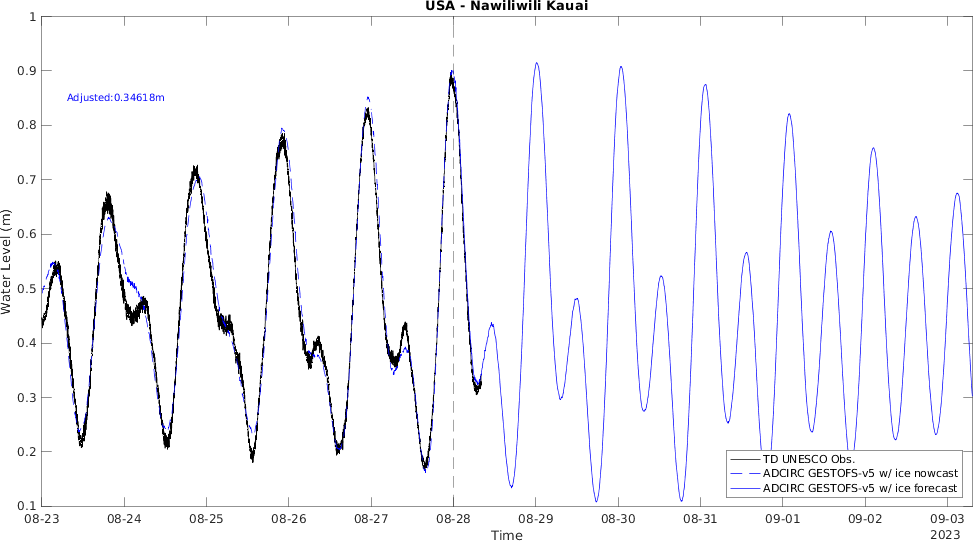 USA - Nawiliwili Kauai
1
0.9
0.8
0.7
0.6
0.5
0.4
0.3
0.2
0.1
Water Level (m)
Adjusted:0.34618m
TD UNESCO Obs.
ADCIRC GESTOFS-v5 w/ ice nowcast
ADCIRC GESTOFS-v5 w/ ice forecast
08-23 08-24 08-25 08-26 08-27 08-28 08-29 08-30 08-31 09-01 09-02 09-03
2023
Time